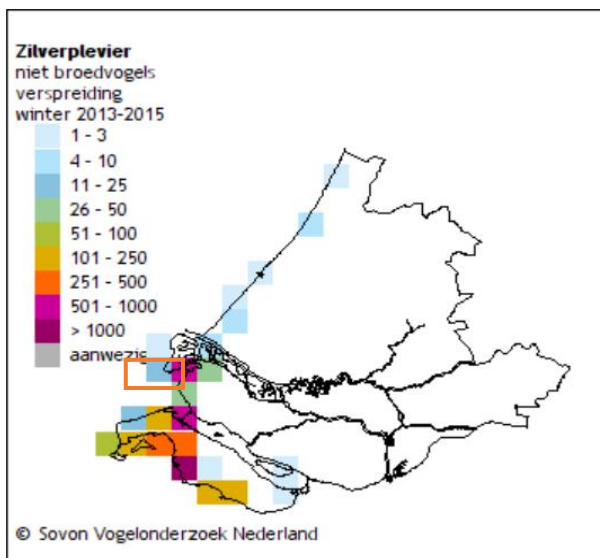 Zilverplevier
niet broedvogels
verspreiding
winter 2013-2015
1 - 3
4 - 10
11 - 25
26 - 50
51 - 100
101 - 250
251 - 500
501 - 1000
> 1000
aanwezig
© Sovon Vogelonderzoek Nederland